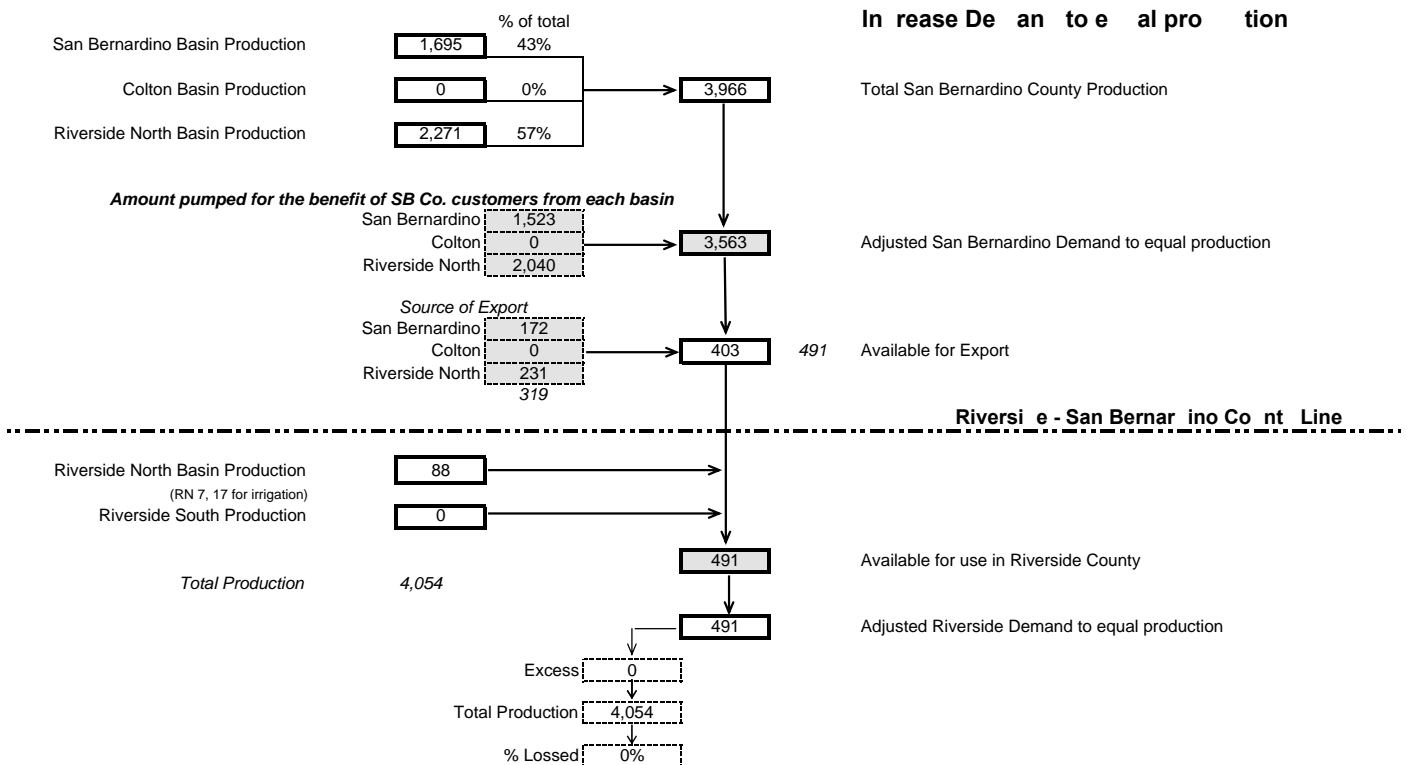 % of total
In rease De an to e al pro tion
San Bernardino Basin Production 1,695 43%
Colton Basin Production 0 0% 3,966 Total San Bernardino County Production
Riverside North Basin Production 2,271 57%
Amount pumped for the benefit of SB Co. customers from each basin
San Bernardino 1,523
Colton 0 3,563 Adjusted San Bernardino Demand to equal production
Riverside North 2,040
Source of Export
San Bernardino 172
Colton 0 403 491 Available for Export
Riverside North 231
319
Riversi e - San Bernar ino Co nt Line
Riverside North Basin Production 88
(RN 7, 17 for irrigation)
Riverside South Production 0
491 Available for use in Riverside County
Total Production 4,054
491 Adjusted Riverside Demand to equal production
Excess 0
Total Production 4,054
% Lossed 0%